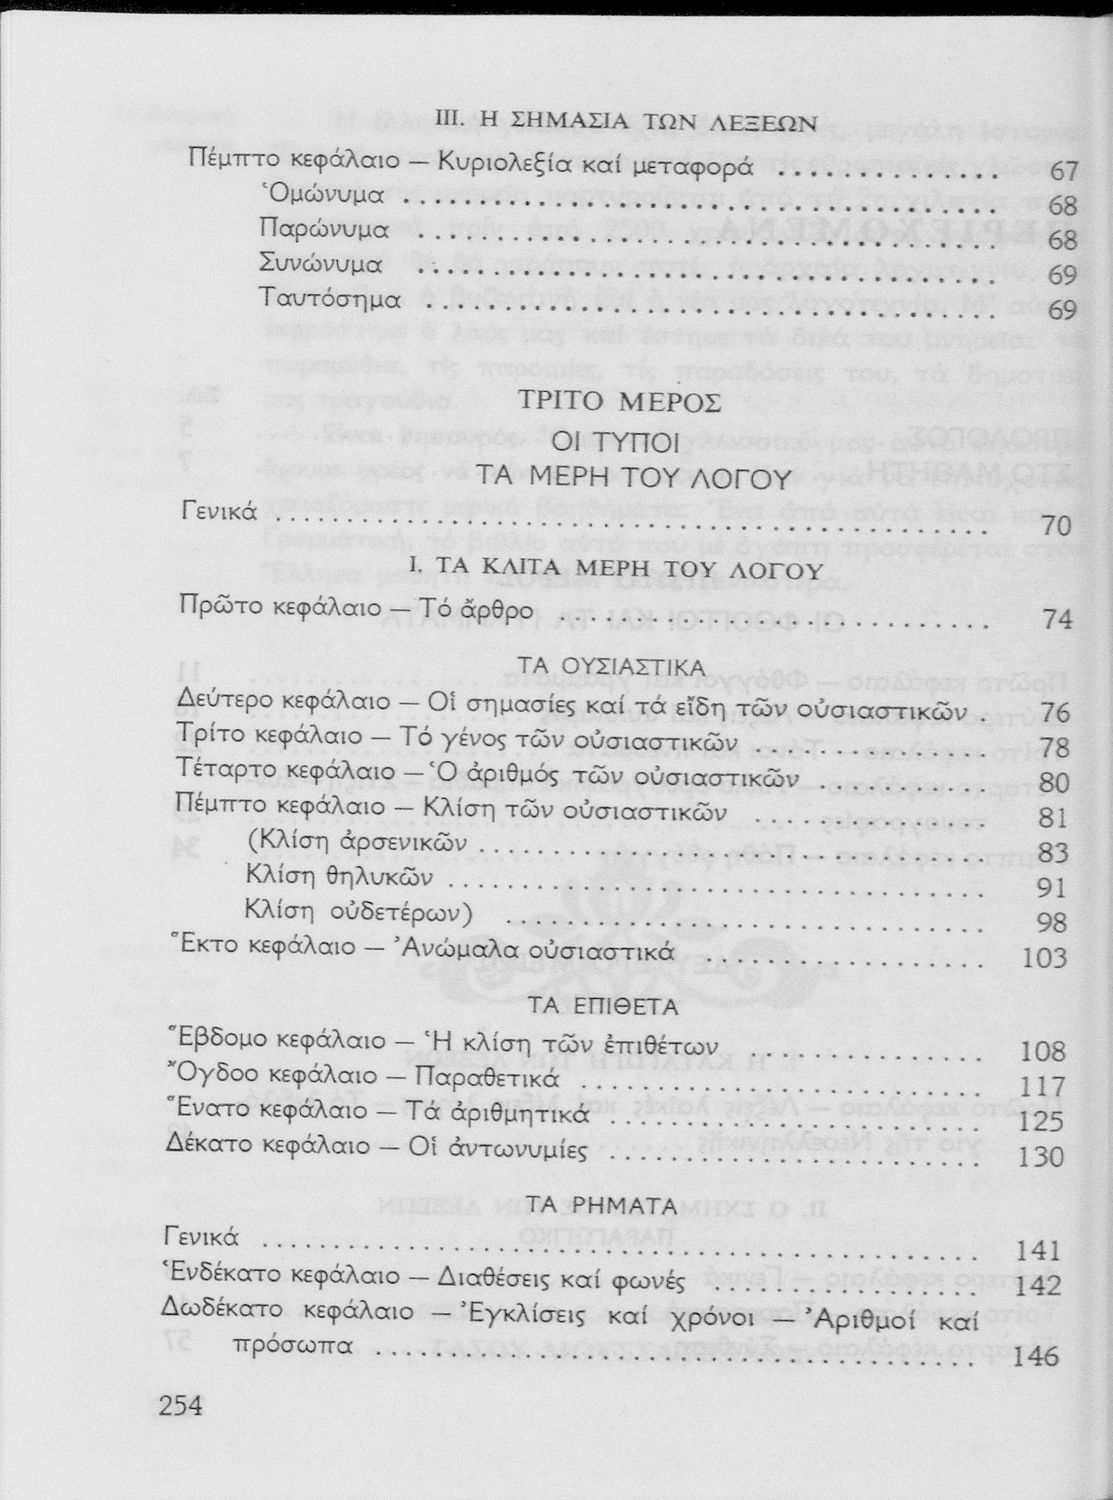 III. Η ΣΗΜΑΣΙΑ ΤΩΝ ΛΕΞΕΩΝ
Πέμπτο κεφάλαιο — Κυριολεξία καί μεταφορά .............. 67
Ὁμώνυμα .................................... 68
Παρώνυμα .................................... 68
Συνώνυμα .................................... 69
Ταυτόσημα .................................... 69
ΤΡΙΤΟ ΜΕΡΟΣ
ΟΙ ΤΥΠΟΙ
ΤΑ ΜΕΡΗ ΤΟΥ ΛΟΓΟΥ
Γενικά ............................................ 70
I. ΤΑ ΚΛΙΤΑ ΜΕΡΗ ΤΟΥ ΛΟΓΟΥ
Πρῶτο κεφάλαιο — Τό ἄρθρο .......................... 74
ΤΑ ΟΥΣΙΑΣΤΙΚΑ
Δεύτερο κεφάλαιο — Οἱ σημασίες καί τά εἴδη τῶν οὐσιαστικῶν . 76
Τρίτο κεφάλαιο — Τό γένος τῶν οὐσιαστικῶν .............. 78
Τέταρτο κεφάλαιο — Ὁ ἀριθμός τῶν οὐσιαστικῶν .......... 80
Πέμπτο κεφάλαιο — Κλίση τῶν οὐσιαστικῶν .............. 81
(Κλίση ἀρσενικῶν .............................. 83
Κλίση θηλυκῶν ................................ 91
Κλίση οὐδετέρων) ............................ 98
Ἕκτο κεφάλαιο — Ἀνώμαλα οὐσιαστικά ................. 103
ΤΑ ΕΠΙΘΕΤΑ
Ἕβδομο κεφάλαιο — Ἡ κλίση τῶν ἐπιθέτων .............. 108
Ὄγδοο κεφάλαιο — Παραθετικά ........................ 117
Ἕνατο κεφάλαιο — Τά ἀριθμητικά ...................... 125
Δέκατο κεφάλαιο — Οἱ ἀντωνυμίες ...................... 130
ΤΑ ΡΗΜΑΤΑ
Γενικά ............................................ 141
Ἑνδέκατο κεφάλαιο — Διαθέσεις καί φωνές ................ 142
Δωδέκατο κεφάλαιο — Ἐγκλίσεις καί χρόνοι — Ἀριθμοί καί
πρόσωπα .................................... 146
254